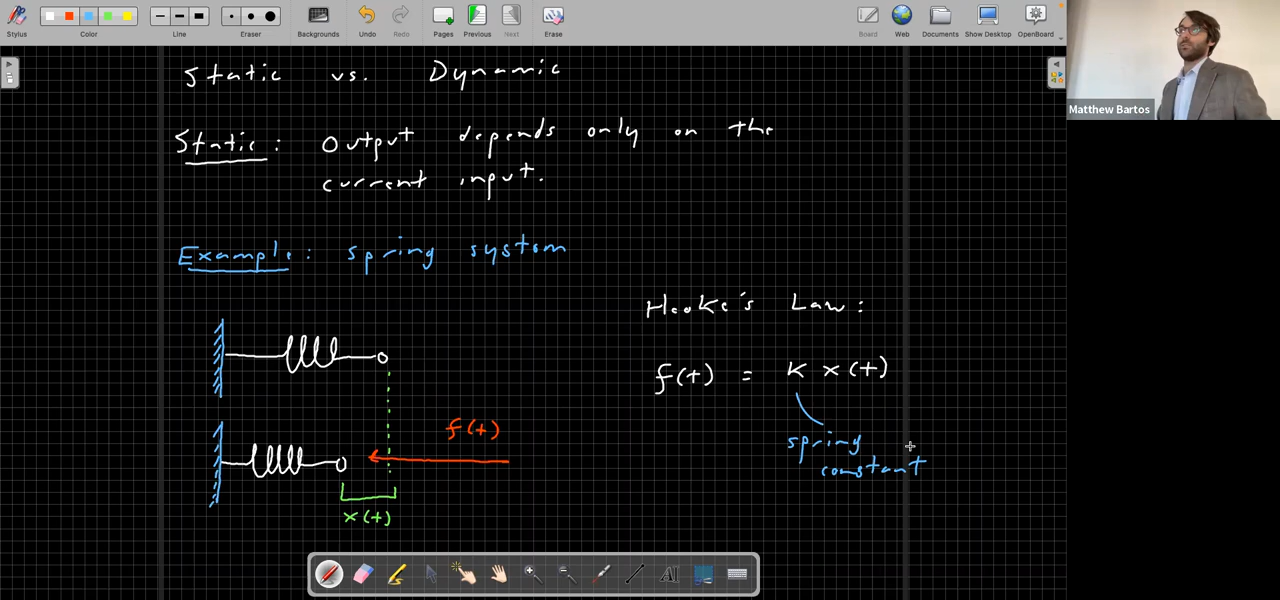 Stylus
Color
Line
Eraser
Backgrounds
Undo
Redo
Pages
Previous
Next
Erase
Board
Web
Documents
Show Desktop
OpenBoard
Matthew Bartos
Static vs. Dynamic
Static: Output depends only on the
current input.
Example: spring system
Hooke's Law:
f(t) = K x(t)
spring
constant
f(t)
x(t)
AI